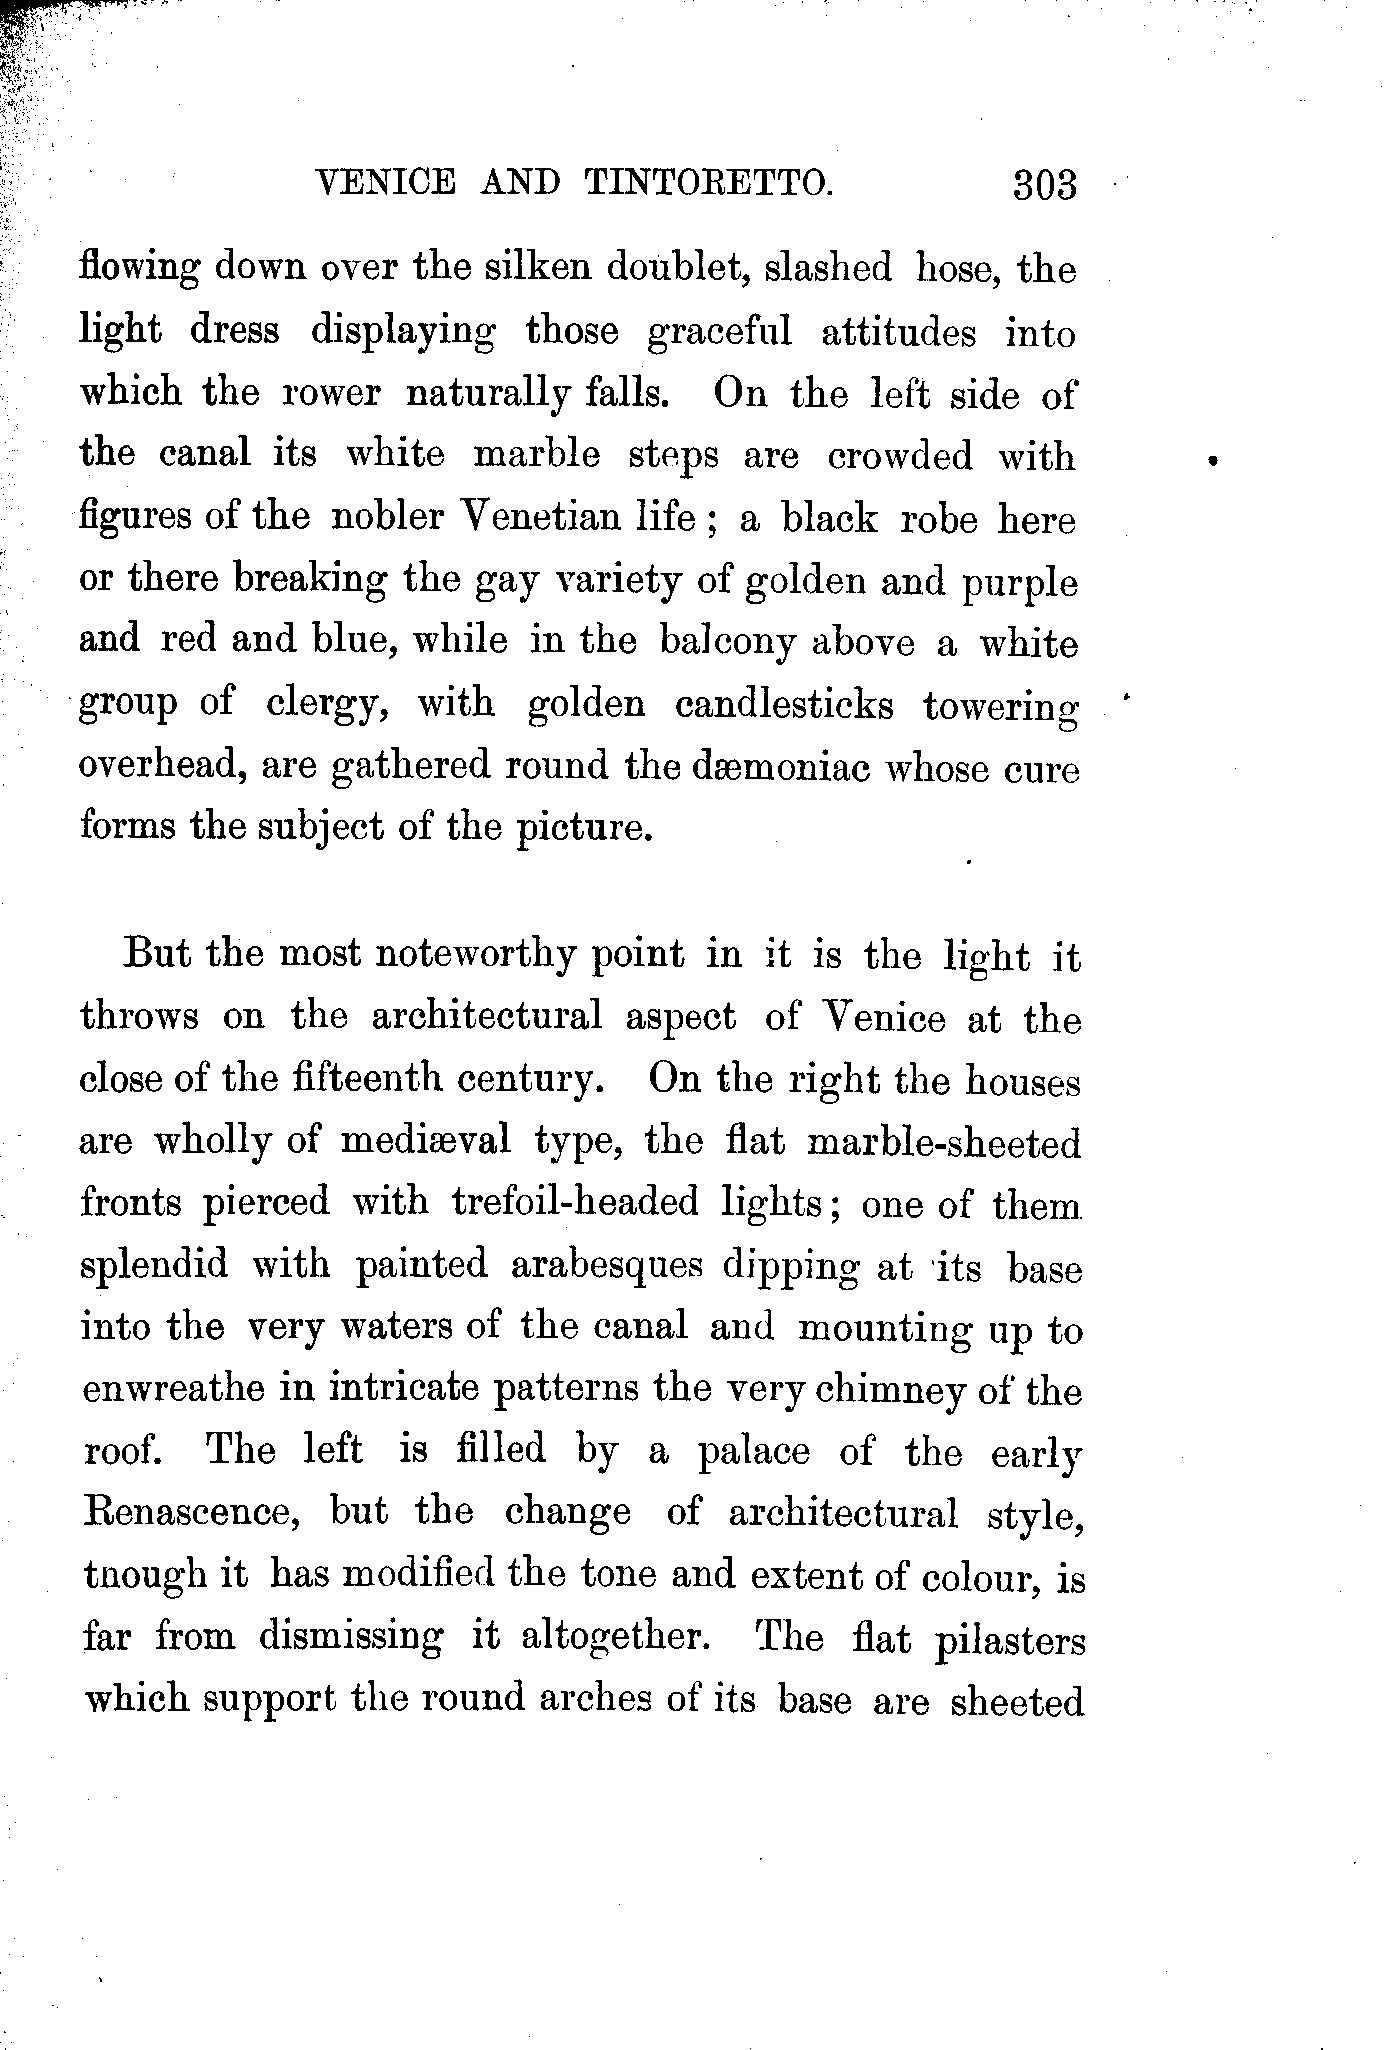 VENICE AND TINTORETTO. 303
flowing down over the silken doublet, slashed hose, the
light dress displaying those graceful attitudes into
which the rower naturally falls. On the left side of
the canal its white marble steps are crowded with
figures of the nobler Venetian life; a black robe here
or there breaking the gay variety of golden and purple
and red and blue, while in the balcony above a white
group of clergy, with golden candlesticks towering
overhead, are gathered round the dæmoniac whose cure
forms the subject of the picture.
But the most noteworthy point in it is the light it
throws on the architectural aspect of Venice at the
close of the fifteenth century. On the right the houses
are wholly of mediæval type, the flat marble-sheeted
fronts pierced with trefoil-headed lights; one of them
splendid with painted arabesques dipping at its base
into the very waters of the canal and mounting up to
enwreathe in intricate patterns the very chimney of the
roof. The left is filled by a palace of the early
Renascence, but the change of architectural style,
though it has modified the tone and extent of colour, is
far from dismissing it altogether. The flat pilasters
which support the round arches of its base are sheeted